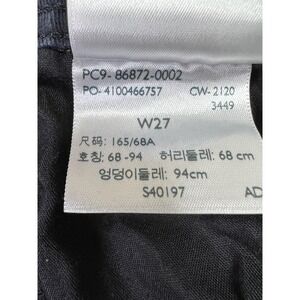 PC9- 86872-0002
PO- 4100466757 CW- 2120
3449
W27
尺码: 165/68A
호칭: 68 -94 허리둘레: 68 cm
엉덩이둘레: 94cm
S40197 AD